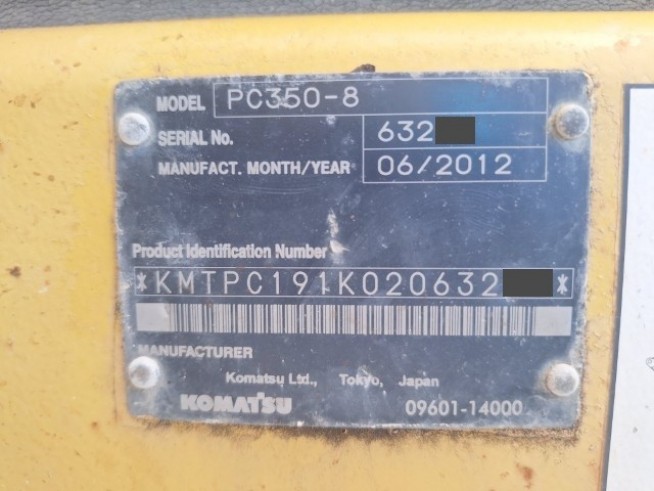 MODEL PC350-8
SERIAL No. 632
MANUFACT. MONTH/YEAR 06/2012
Product Identification Number
*KMTPC191K020632 *
MANUFACTURER
Komatsu Ltd., Tokyo, Japan
KOMATSU 09601-14000